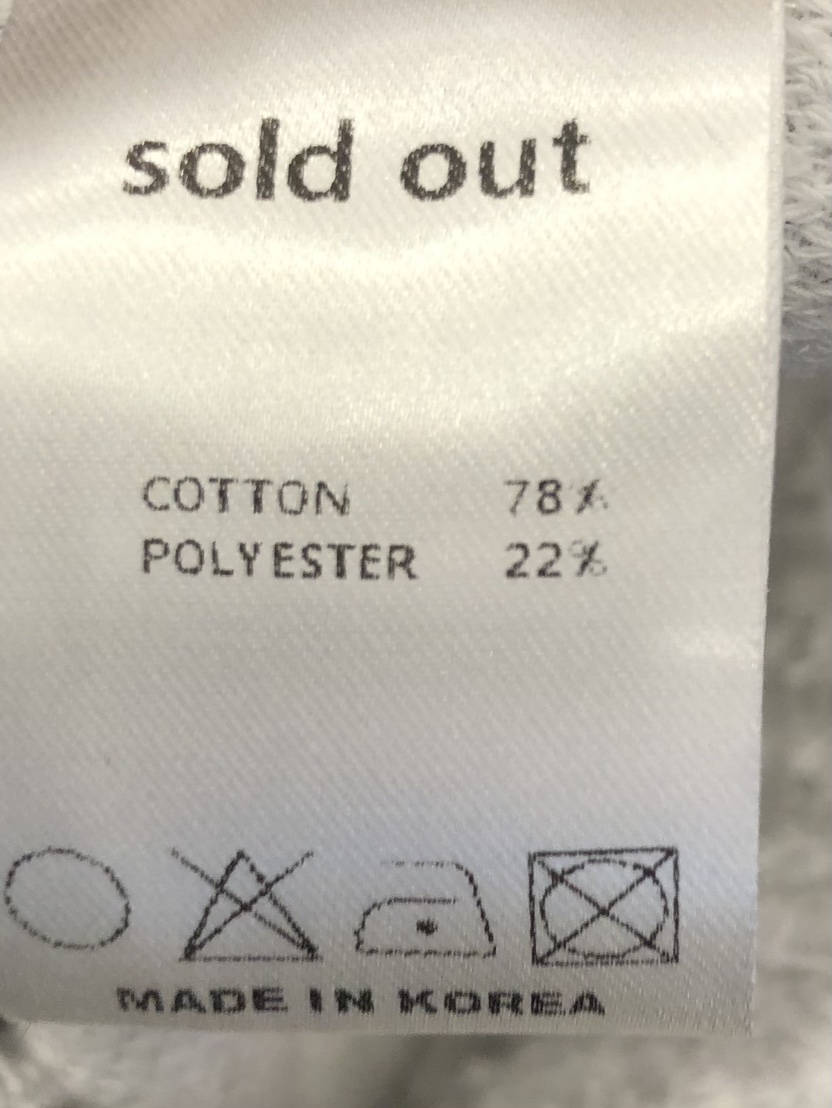 sold out
COTTON 78%
POLYESTER 22%
MADE IN KOREA